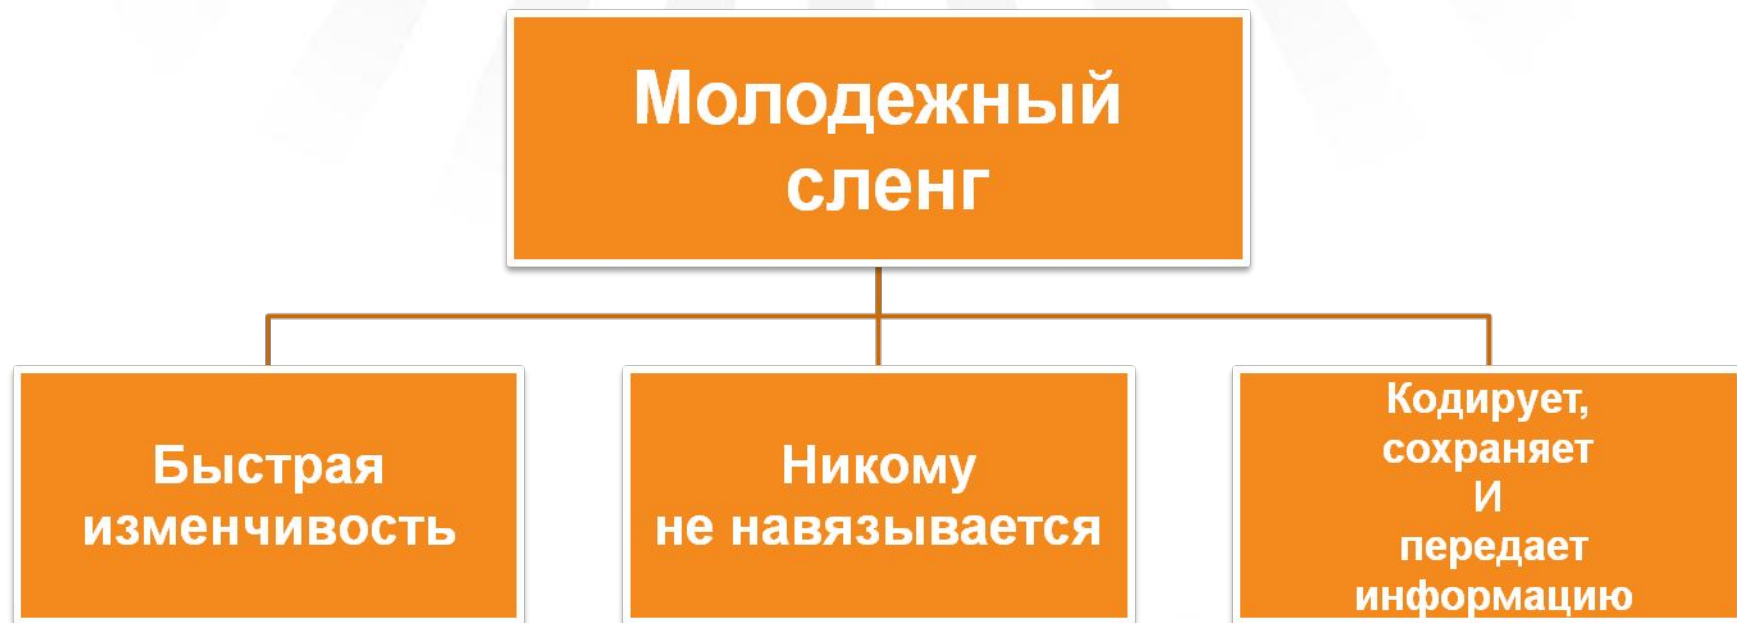 Молодежный
сленг
Быстрая
изменчивость
Никому
не навязывается
Кодирует,
сохраняет
И
передает
информацию